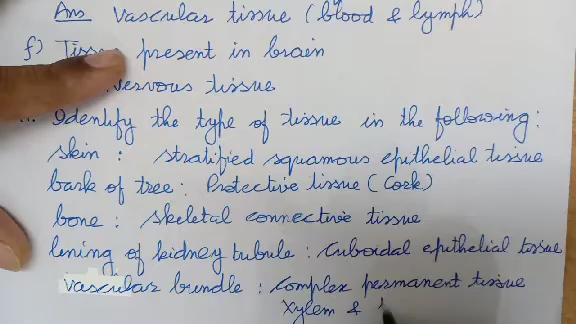 Ans Vascular tissue (blood & lymph)
f) Tissue present in brain
Nervous tissue
Identify the type of tissue in the following:
Skin : Stratified squamous epithelial tissue
bark of tree : Protective tissue (Cork)
bone : Skeletal connective tissue
lining of kidney tubule : Cuboidal epithelial tissue
Vascular bundle : Complex permanent tissue
Xylem &